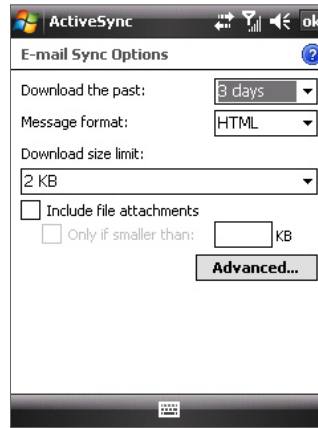 ActiveSync ok
E-mail Sync Options ?
Download the past: 3 days
Message format: HTML
Download size limit:
2 KB
Include file attachments
Only if smaller than: KB
Advanced...